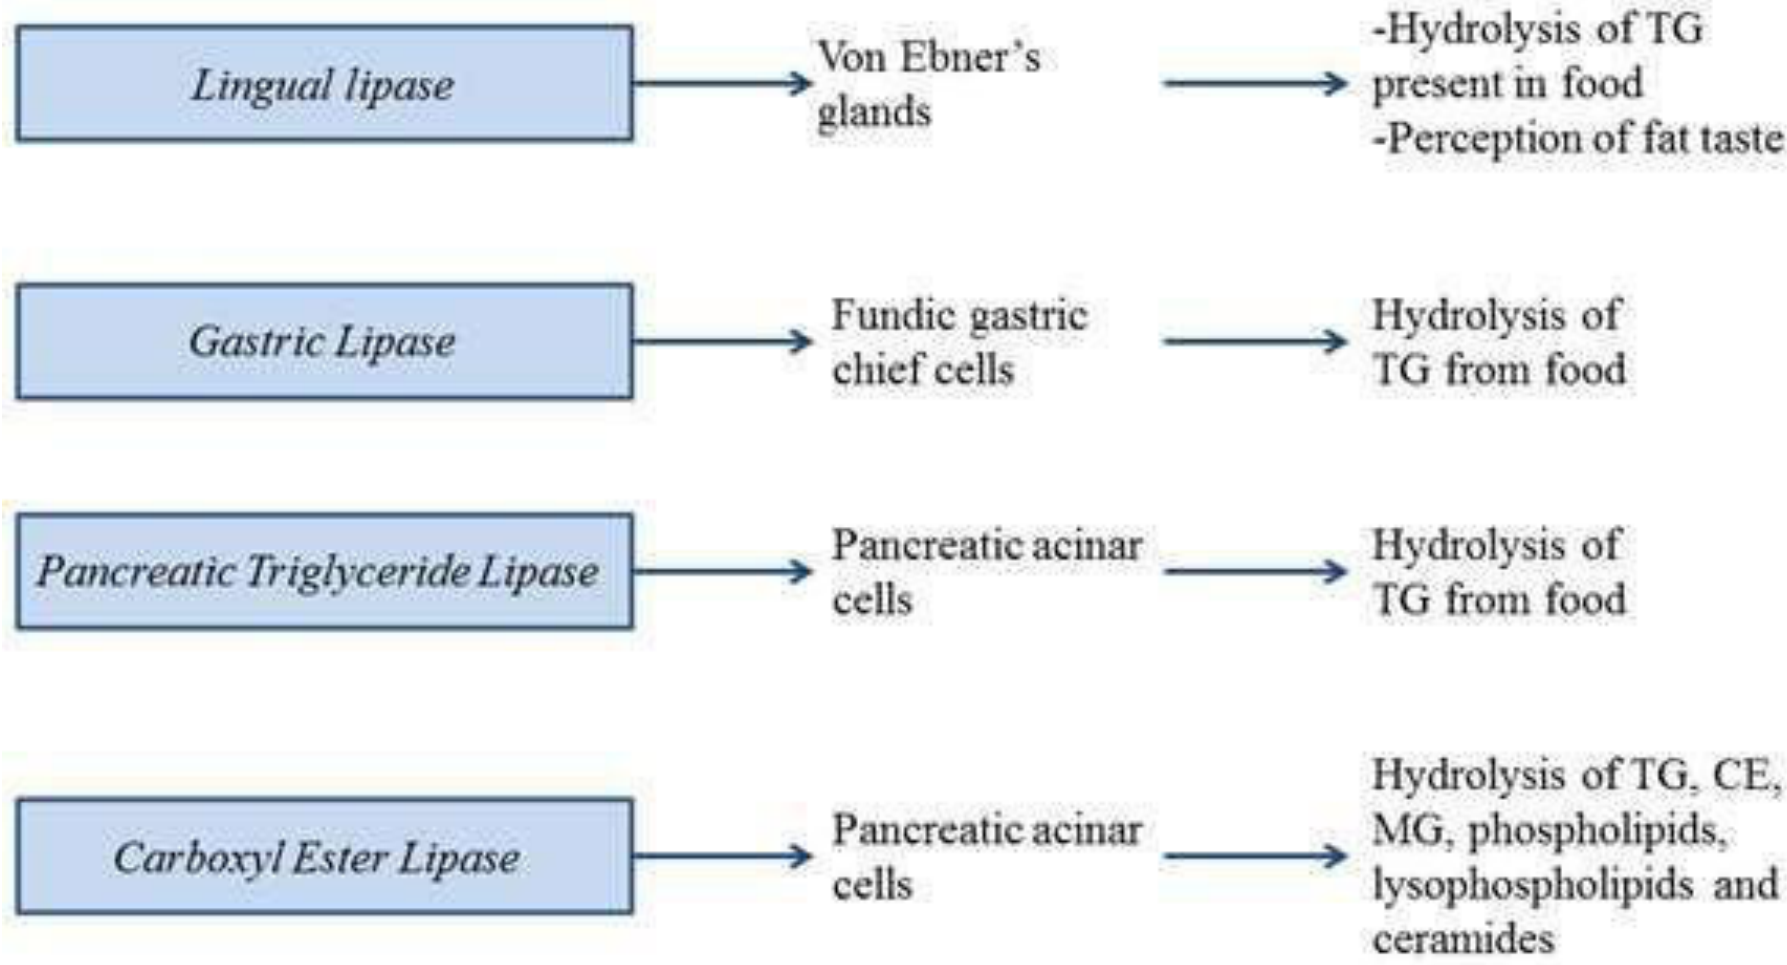 Lingual lipase
Von Ebner's
glands
-Hydrolysis of TG
present in food
-Perception of fat taste
Gastric Lipase
Fundic gastric
chief cells
Hydrolysis of
TG from food
Pancreatic Triglyceride Lipase
Pancreatic acinar
cells
Hydrolysis of
TG from food
Carboxyl Ester Lipase
Pancreatic acinar
cells
Hydrolysis of TG, CE,
MG, phospholipids,
lysophospholipids and
ceramides